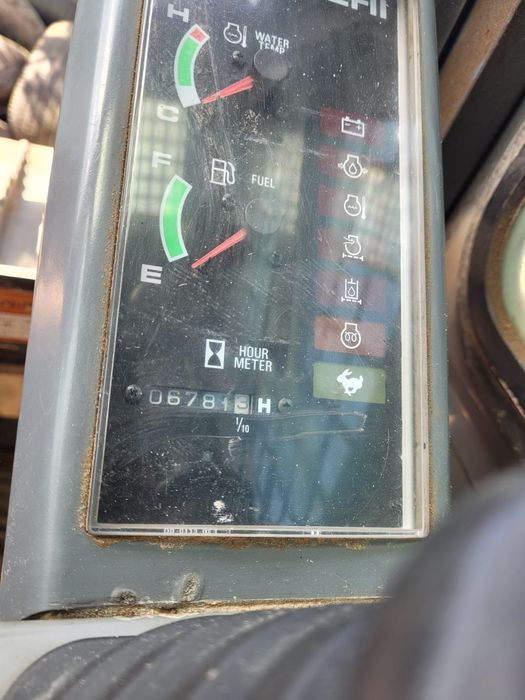 H
WATER
TEMP
C
F
FUEL
E
HOUR
METER
067813 H
1/10